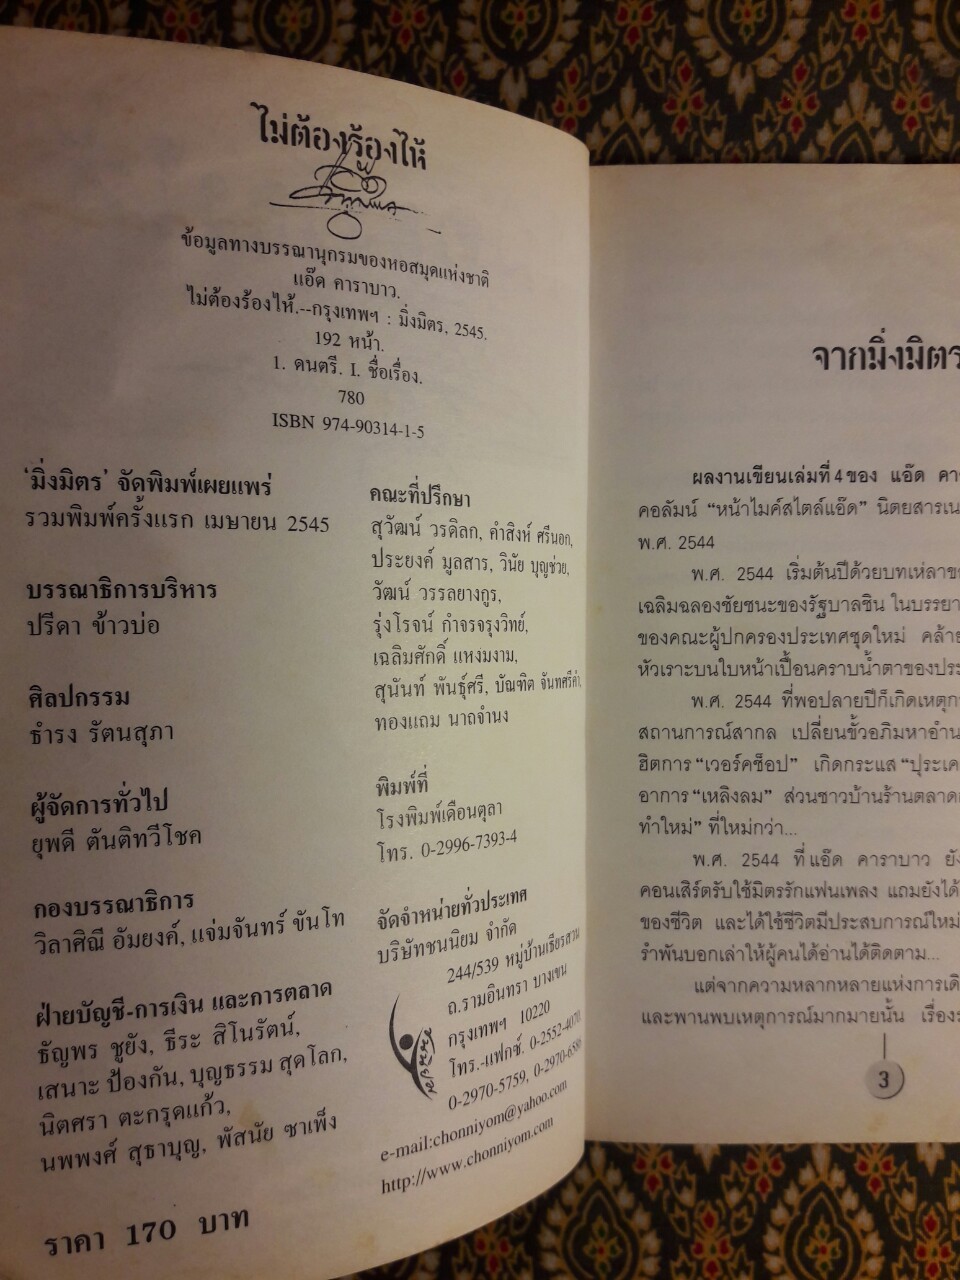 ไม่ต้องร้องไห้
ข้อมูลทางบรรณานุกรมของหอสมุดแห่งชาติ
แอ๊ด คาราบาว.
ไม่ต้องร้องไห้.--กรุงเทพฯ : มิ่งมิตร, 2545.
192 หน้า.
1. ดนตรี. I. ชื่อเรื่อง.
780
ISBN 974-90314-1-5
'มิ่งมิตร' จัดพิมพ์เผยแพร่
รวมพิมพ์ครั้งแรก เมษายน 2545
บรรณาธิการบริหาร
ปรีดา ข้าวบ่อ
ศิลปกรรม
ธำรง รัตนสุภา
ผู้จัดการทั่วไป
ยุพดี ตันติทวีโชค
กองบรรณาธิการ
วิลาศิณี อัมยงค์, แจ่มจันทร์ ขันโท
ฝ่ายบัญชี-การเงิน และการตลาด
ธัญพร ชูยัง, ธีระ สิโนรัตน์,
เสนาะ ป้องกัน, บุญธรรม สุดโลก,
นิตศรา ตะกรุดแก้ว,
นพพงศ์ สุธาบุญ, พัสนัย ซาเพ็ง
ราคา 170 บาท
คณะที่ปรึกษา
สุวัฒน์ วรดิลก, คำสิงห์ ศรีนอก,
ประยงค์ มูลสาร, วินัย บุญช่วย,
วัฒน์ วรรลยางกูร,
รุ่งโรจน์ กำจรจรุงวิทย์,
เฉลิมศักดิ์ แหงมงาม,
สุนันท์ พันธุ์ศรี, บัณฑิต จันทศรีคำ,
ทองแถม นาถจำนง
พิมพ์ที่
โรงพิมพ์เดือนตุลา
โทร. 0-2996-7393-4
จัดจำหน่ายทั่วประเทศ
บริษัทชนนิยม จำกัด
244/539 หมู่บ้านเธียรสวน
ถ.รามอินทรา บางเขน
กรุงเทพฯ 10220
โทร.-แฟกซ์. 0-2552-4070,
0-2970-5759, 0-2970-6586
e-mail:chonniyom@yahoo.com
http://www.chonniyom.com
ชนนิยม
จากมิ่งมิตร
ผลงานเขียนเล่มที่ 4 ของ แอ๊ด คา
คอลัมน์ "หน้าไมค์สไตล์แอ๊ด" นิตยสารเน
พ.ศ. 2544
พ.ศ. 2544 เริ่มต้นปีด้วยบทเห่ลาข
เฉลิมฉลองชัยชนะของรัฐบาลชิน ในบรรยา
ของคณะผู้ปกครองประเทศชุดใหม่ คล้าย
หัวเราะบนใบหน้าเปื้อนคราบน้ำตาของประ
พ.ศ. 2544 ที่พอปลายปีก็เกิดเหตุก
สถานการณ์สากล เปลี่ยนขั้วอภิมหาอำน
ฮิตการ "เวอร์คช็อป" เกิดกระแส "ปุระเค
อาการ "เหลิงลม" ส่วนชาวบ้านร้านตลาด
ทำใหม่" ที่ใหม่กว่า...
พ.ศ. 2544 ที่ แอ๊ด คาราบาว ยัง
คอนเสิร์ตรับใช้มิตรรักแฟนเพลง แถมยังได้
ของชีวิต และได้ใช้ชีวิตมีประสบการณ์ใหม่
รำพันบอกเล่าให้ผู้คนได้อ่านได้ติดตาม...
แต่จากความหลากหลายแห่งการเดิ
และพานพบเหตุการณ์มากมายนั้น เรื่องร
3